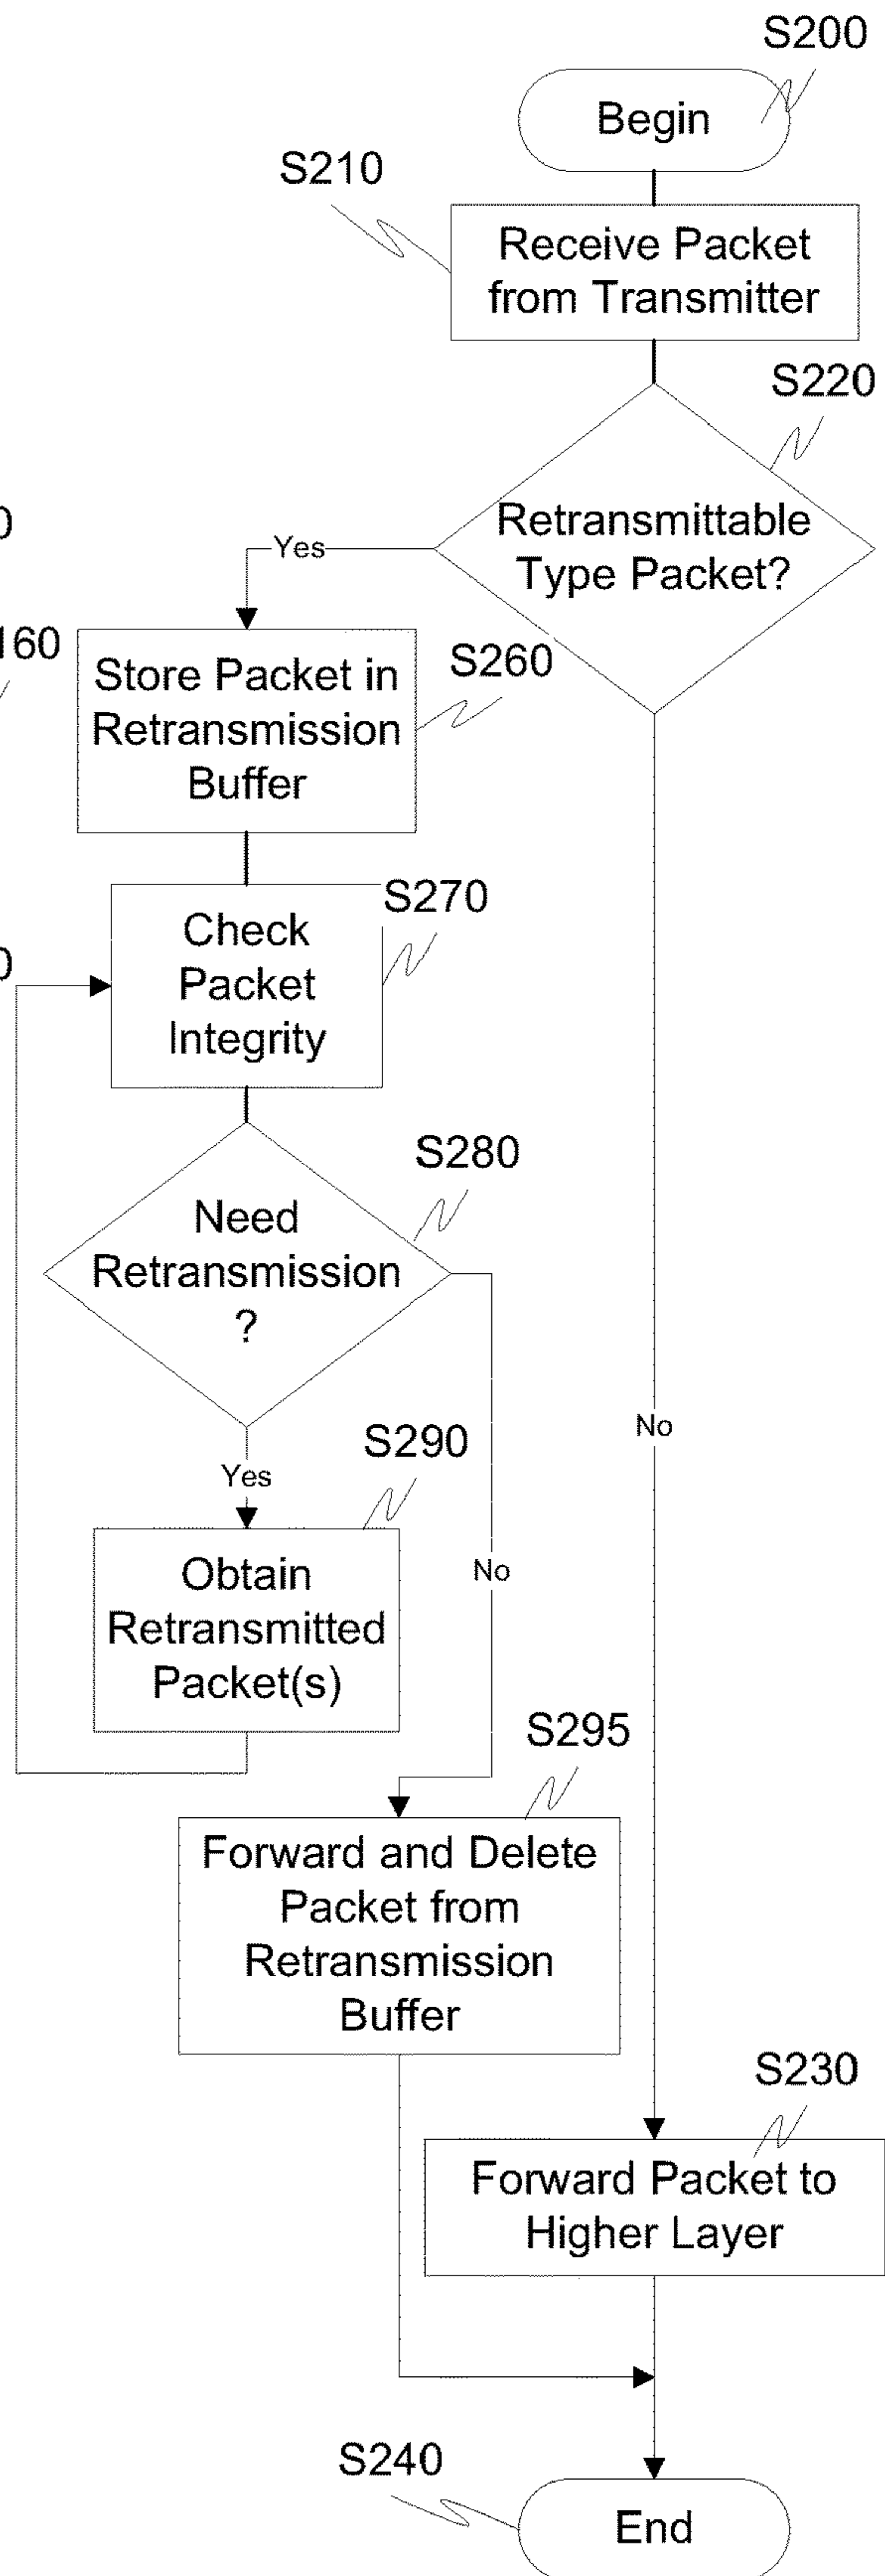 S200
Begin
S210
Receive Packet
from Transmitter
S220
Retransmittable
Type Packet?
Yes
0
160
Store Packet in
Retransmission
Buffer
S260
S270
Check
Packet
Integrity
0
S280
Need
Retransmission
?
Yes
No
S290
Obtain
Retransmitted
Packet(s)
No
S295
Forward and Delete
Packet from
Retransmission
Buffer
S230
Forward Packet to
Higher Layer
S240
End